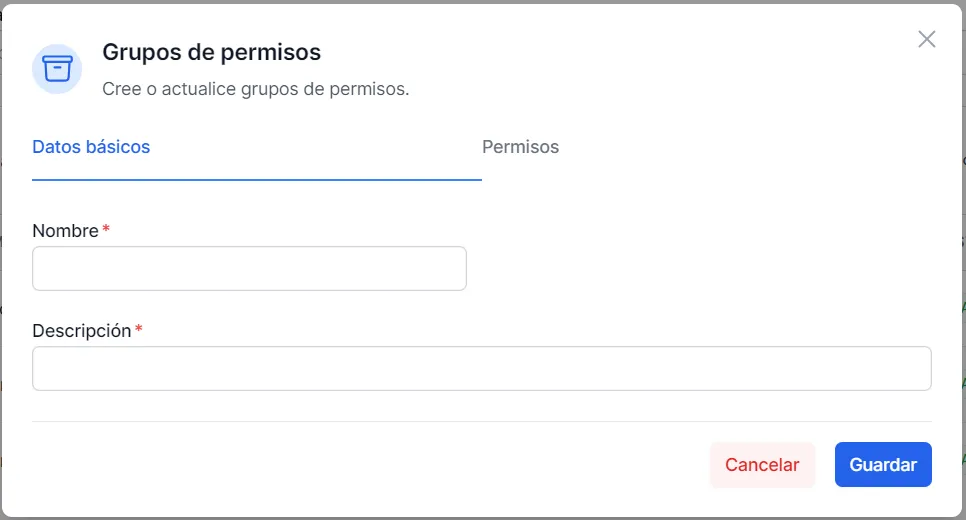 Grupos de permisos
Cree o actualice grupos de permisos.
Datos básicos
Permisos
Nombre *
Descripción *
Cancelar
Guardar